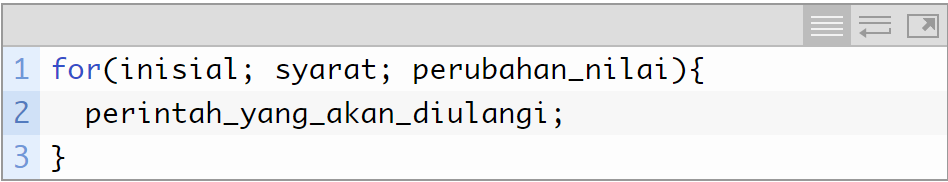 1 for(inisial; syarat; perubahan_nilai){
2   perintah_yang_akan_diulangi;
3 }